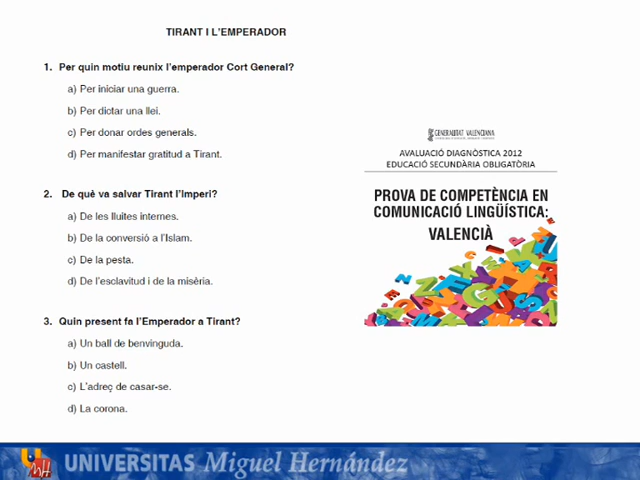 TIRANT I L'EMPERADOR
1. Per quin motiu reunix l'emperador Cort General?
a) Per iniciar una guerra.
b) Per dictar una llei.
c) Per donar ordes generals.
d) Per manifestar gratitud a Tirant.
2. De què va salvar Tirant l'Imperi?
a) De les lluites internes.
b) De la conversió a l'Islam.
c) De la pesta.
d) De l'esclavitud i de la misèria.
3. Quin present fa l'Emperador a Tirant?
a) Un ball de benvinguda.
b) Un castell.
c) L'adreç de casar-se.
d) La corona.
GENERALITAT VALENCIANA
AVALUACIÓ DIAGNÒSTICA 2012
EDUCACIÓ SECUNDÀRIA OBLIGATÒRIA
PROVA DE COMPETÈNCIA EN
COMUNICACIÓ LINGÜÍSTICA:
VALENCIÀ
UNIVERSITAS Miguel Hernández